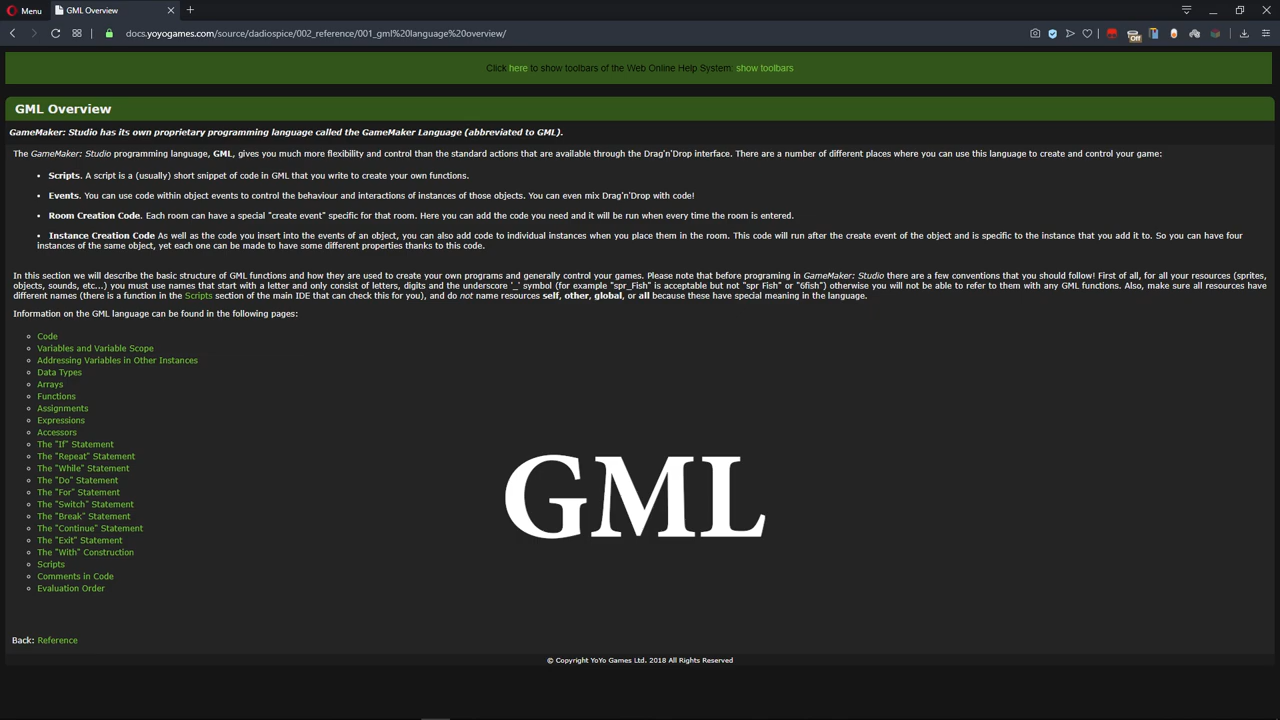 Menu
GML Overview
docs.yoyogames.com/source/dadiospice/002_reference/001_gml%20language%20overview/
Off
Click here to show toolbars of the Web Online Help System: show toolbars
GML Overview
GameMaker: Studio has its own proprietary programming language called the GameMaker Language (abbreviated to GML).
The GameMaker: Studio programming language, GML, gives you much more flexibility and control than the standard actions that are available through the Drag'n'Drop interface. There are a number of different places where you can use this language to create and control your game:
Scripts. A script is a (usually) short snippet of code in GML that you write to create your own functions.
Events. You can use code within object events to control the behaviour and interactions of instances of those objects. You can even mix Drag'n'Drop with code!
Room Creation Code. Each room can have a special "create event" specific for that room. Here you can add the code you need and it will be run when every time the room is entered.
Instance Creation Code As well as the code you insert into the events of an object, you can also add code to individual instances when you place them in the room. This code will run after the create event of the object and is specific to the instance that you add it to. So you can have four
instances of the same object, yet each one can be made to have some different properties thanks to this code.
In this section we will describe the basic structure of GML functions and how they are used to create your own programs and generally control your games. Please note that before programing in GameMaker: Studio there are a few conventions that you should follow! First of all, for all your resources (sprites,
objects, sounds, etc...) you must use names that start with a letter and only consist of letters, digits and the underscore '_' symbol (for example "spr_Fish" is acceptable but not "spr Fish" or "6fish") otherwise you will not be able to refer to them with any GML functions. Also, make sure all resources have
different names (there is a function in the Scripts section of the main IDE that can check this for you), and do not name resources self, other, global, or all because these have special meaning in the language.
Information on the GML language can be found in the following pages:
Code
Variables and Variable Scope
Addressing Variables in Other Instances
Data Types
Arrays
Functions
Assignments
Expressions
Accessors
The "If" Statement
The "Repeat" Statement
The "While" Statement
The "Do" Statement
The "For" Statement
The "Switch" Statement
The "Break" Statement
The "Continue" Statement
The "Exit" Statement
The "With" Construction
Scripts
Comments in Code
Evaluation Order
GML
Back: Reference
© Copyright YoYo Games Ltd. 2018 All Rights Reserved